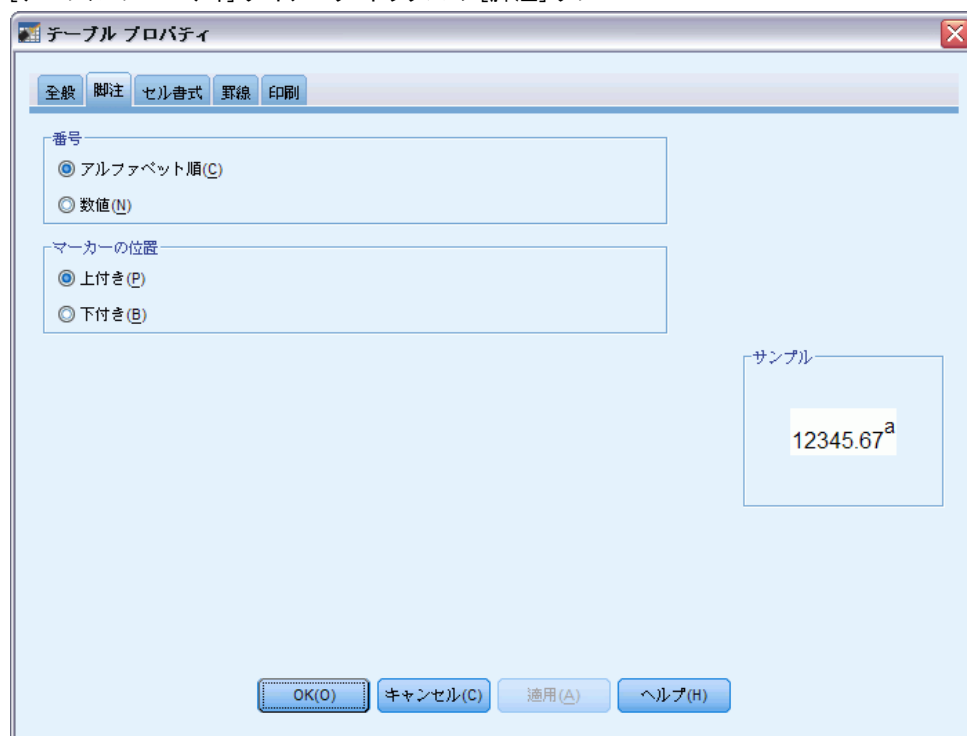 テーブル プロパティ
全般 脚注 セル書式 罫線 印刷
番号
アルファベット順(C)
数値(N)
マーカーの位置
上付き(P)
下付き(B)
サンプル
12345.67a
OK(O) キャンセル(C) 適用(A) ヘルプ(H)